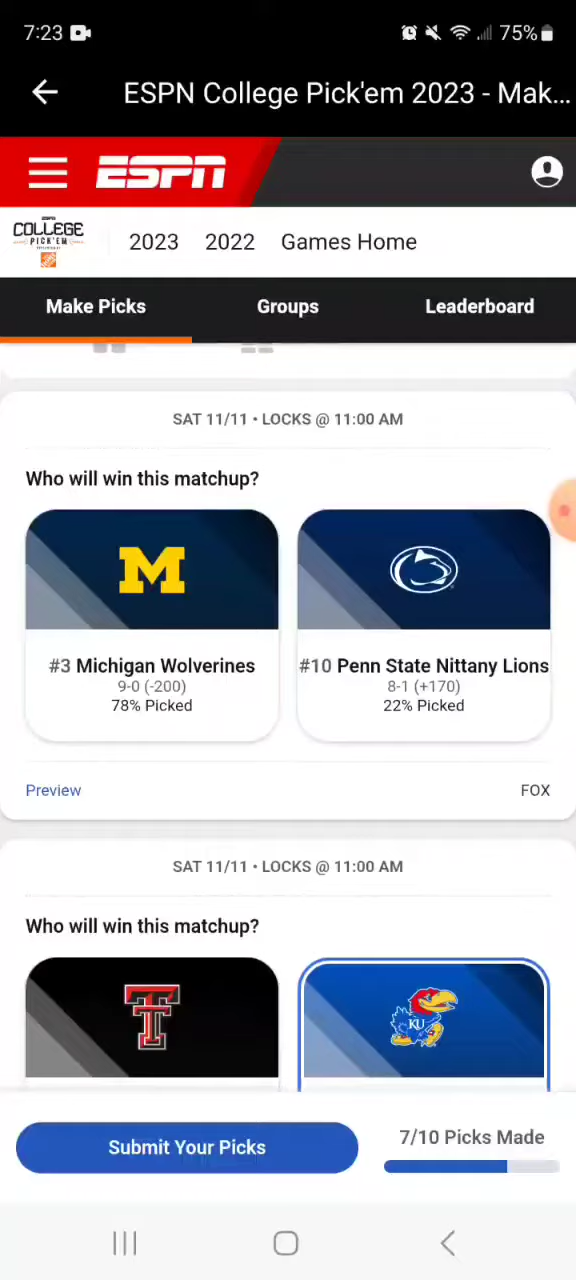 7:23
75%
ESPN College Pick'em 2023 - Mak...
ESPN
ESPN
COLLEGE
PICK'EM
2023 2022 Games Home
Make Picks Groups Leaderboard
SAT 11/11 • LOCKS @ 11:00 AM
Who will win this matchup?
M
#3 Michigan Wolverines
9-0 (-200)
78% Picked
#10 Penn State Nittany Lions
8-1 (+170)
22% Picked
Preview FOX
SAT 11/11 • LOCKS @ 11:00 AM
Who will win this matchup?
T
KU
Submit Your Picks
7/10 Picks Made